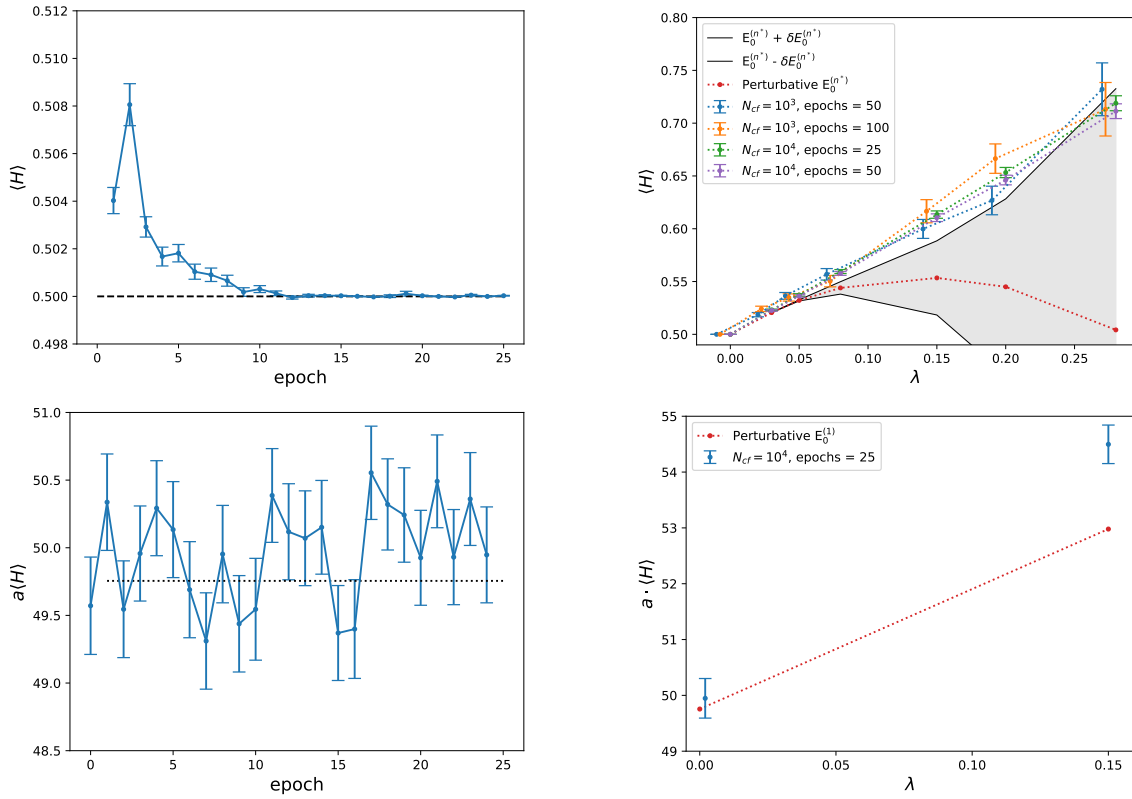 0.512
0.510
0.508
0.506
0.504
0.502
0.500
0.498
⟨H⟩
0 5 10 15 20 25
epoch
0.80
0.75
0.70
0.65
0.60
0.55
0.50
⟨H⟩
E₀^(n*) + δE₀^(n*)
E₀^(n*) - δE₀^(n*)
Perturbative E₀^(n*)
N_cf = 10³, epochs = 50
N_cf = 10³, epochs = 100
N_cf = 10⁴, epochs = 25
N_cf = 10⁴, epochs = 50
0.00 0.05 0.10 0.15 0.20 0.25
λ
51.0
50.5
50.0
49.5
49.0
48.5
a⟨H⟩
0 5 10 15 20 25
epoch
55
54
53
52
51
50
49
a · ⟨H⟩
Perturbative E₀^(1)
N_cf = 10⁴, epochs = 25
0.00 0.05 0.10 0.15
λ